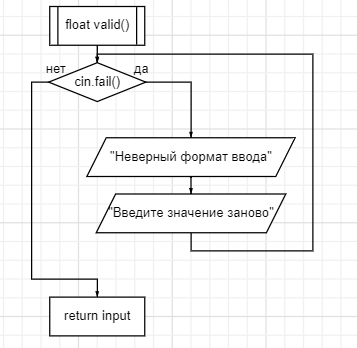 float valid()
нет
да
cin.fail()
"Неверный формат ввода"
"Введите значение заново"
return input